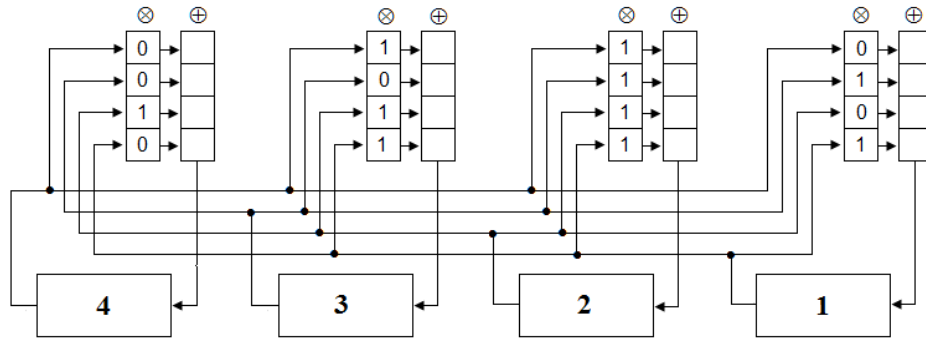 ⊗ ⊕ ⊗ ⊕ ⊗ ⊕ ⊗ ⊕
0 1 1 0
0 0 1 1
1 1 1 0
0 1 1 1
4 3 2 1